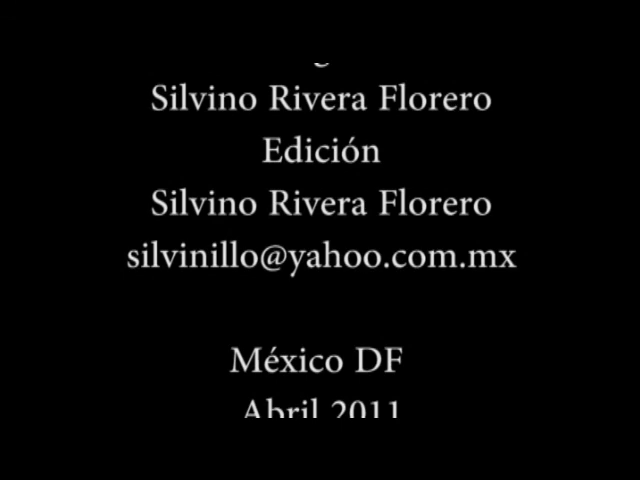 Silvino Rivera Florero
Edición
Silvino Rivera Florero
silvinillo@yahoo.com.mx
México DF
Abril 2011